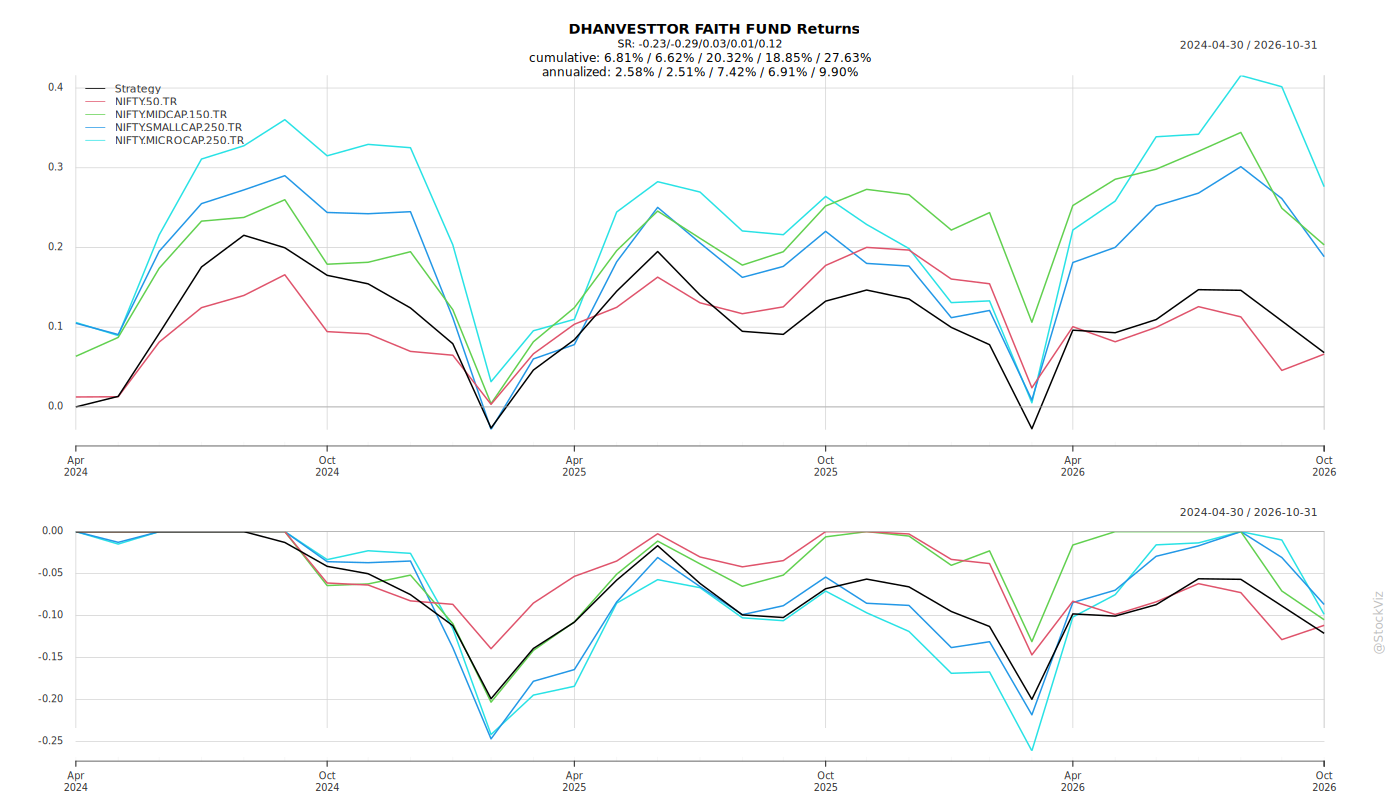 DHANVESTTOR FAITH FUND Returns
SR: -0.23/-0.29/0.03/0.01/0.12
cumulative: 6.81% / 6.62% / 20.32% / 18.85% / 27.63%
annualized: 2.58% / 2.51% / 7.42% / 6.91% / 9.90%
2024-04-30 / 2026-10-31
Strategy
NIFTY.50.TR
NIFTY.MIDCAP.150.TR
NIFTY.SMALLCAP.250.TR
NIFTY.MICROCAP.250.TR
0.4
0.3
0.2
0.1
0.0
Apr Oct Apr Oct Apr Oct
2024 2024 2025 2025 2026 2026
2024-04-30 / 2026-10-31
0.00
-0.05
-0.10
-0.15
-0.20
-0.25
Apr Oct Apr Oct Apr Oct
2024 2024 2025 2025 2026 2026
@StockViz